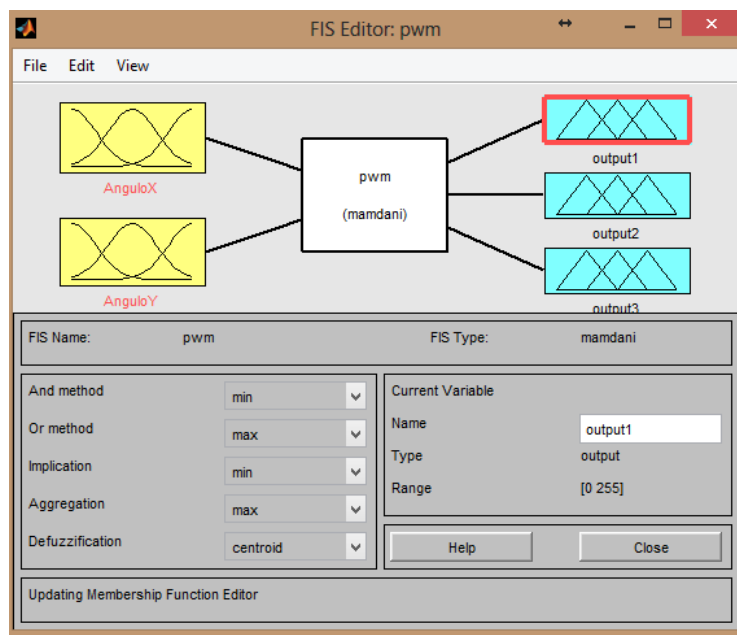 FIS Editor: pwm
File Edit View
AnguloX
AnguloY
pwm
(mamdani)
output1
output2
output3
FIS Name: pwm FIS Type: mamdani
And method min
Or method max
Implication min
Aggregation max
Defuzzification centroid
Current Variable
Name output1
Type output
Range [0 255]
Help Close
Updating Membership Function Editor